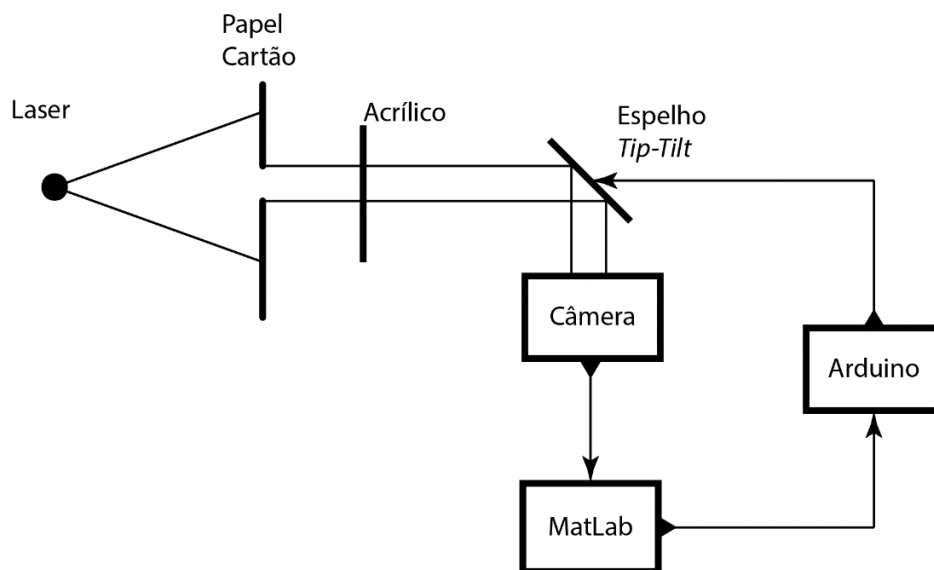 Papel
Cartão
Laser
Acrílico
Espelho
Tip-Tilt
Câmera
Arduino
MatLab